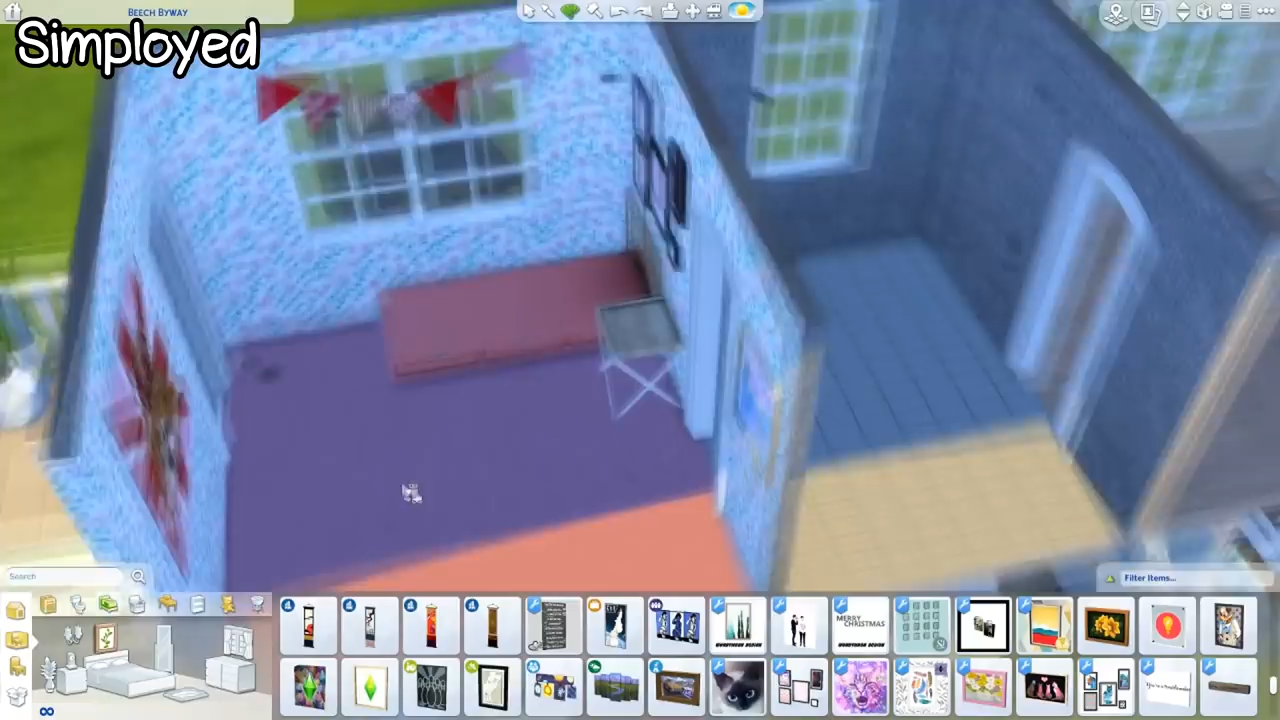 BEECH BYWAY
Simployed
Search
Filter Items...
MERRY
CHRISTMAS